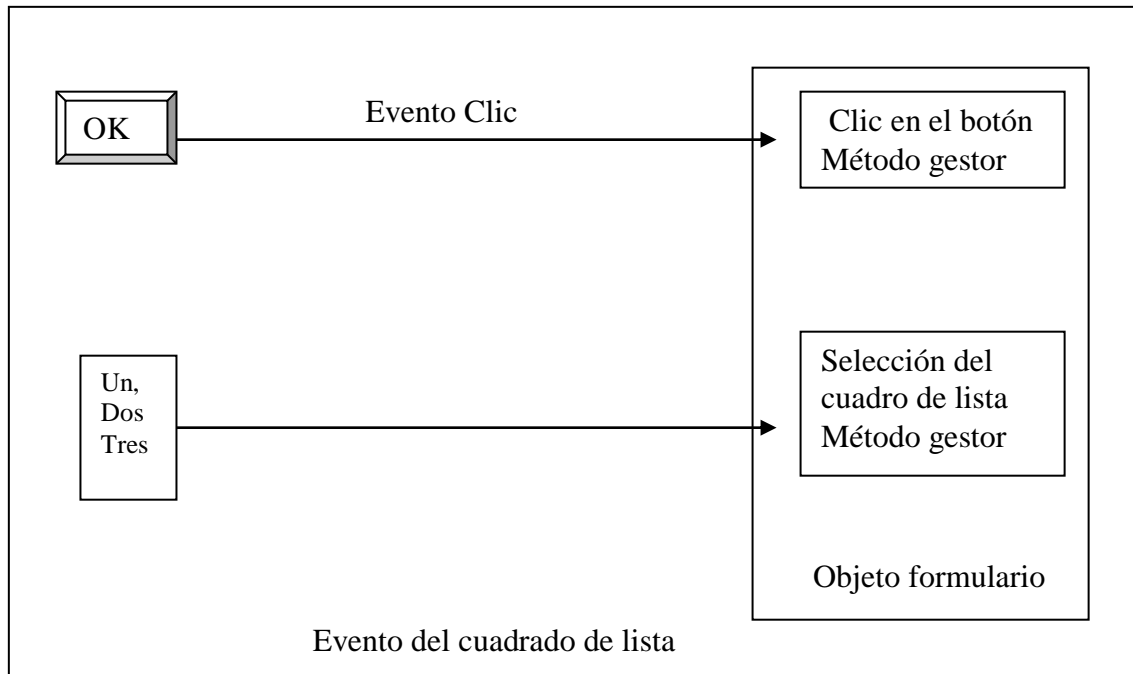 OK
Evento Clic
Clic en el botón
Método gestor
Un,
Dos
Tres
Selección del
cuadro de lista
Método gestor
Objeto formulario
Evento del cuadrado de lista